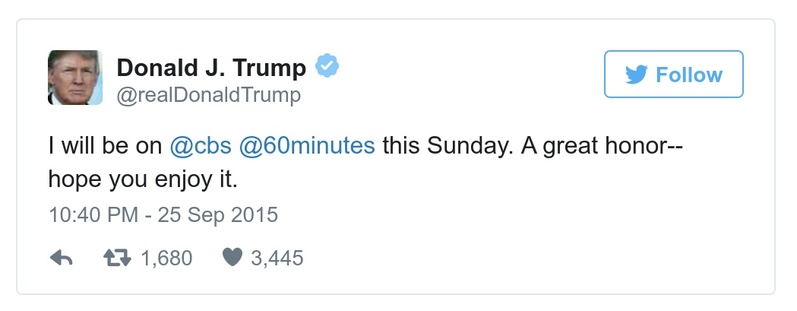 Donald J. Trump
@realDonaldTrump
Follow
I will be on @cbs @60minutes this Sunday. A great honor--
hope you enjoy it.
10:40 PM - 25 Sep 2015
1,680 3,445